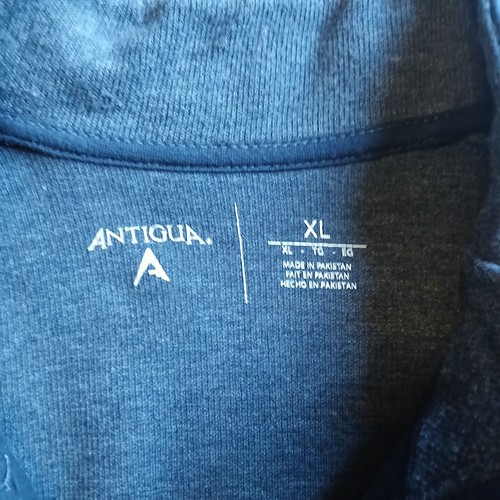 ANTIGUA.
A
XL
XL - TG - EG
MADE IN PAKISTAN
FAIT EN PAKISTAN
HECHO EN PAKISTAN